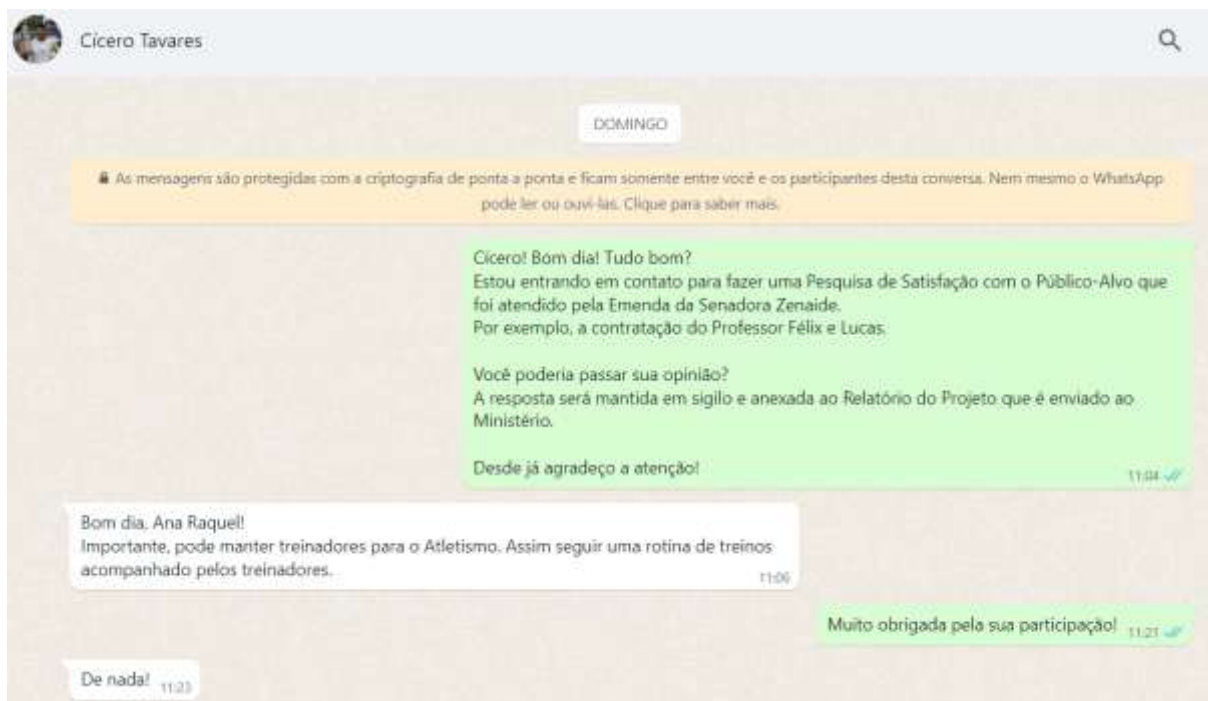 Cícero Tavares
DOMINGO
As mensagens são protegidas com a criptografia de ponta a ponta e ficam somente entre você e os participantes desta conversa. Nem mesmo o WhatsApp
pode ler ou ouvi-las. Clique para saber mais.
Cícero! Bom dia! Tudo bom?
Estou entrando em contato para fazer uma Pesquisa de Satisfação com o Público-Alvo que
foi atendido pela Emenda da Senadora Zenaide.
Por exemplo, a contratação do Professor Félix e Lucas.
Você poderia passar sua opinião?
A resposta será mantida em sigilo e anexada ao Relatório do Projeto que é enviado ao
Ministério.
Desde já agradeço a atenção!
11:04
Bom dia, Ana Raquel!
Importante, pode manter treinadores para o Atletismo. Assim seguir uma rotina de treinos
acompanhado pelos treinadores.
11:06
Muito obrigada pela sua participação! 11:21
De nada! 11:23